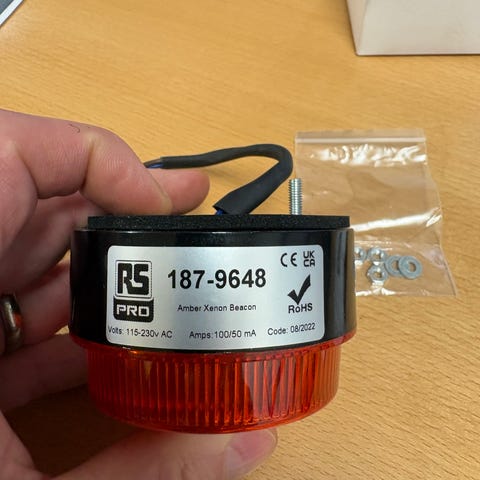 RS
PRO
187-9648
CE UK
CA
Amber Xenon Beacon
RoHS
Volts: 115-230v AC Amps:100/50 mA Code: 08/2022